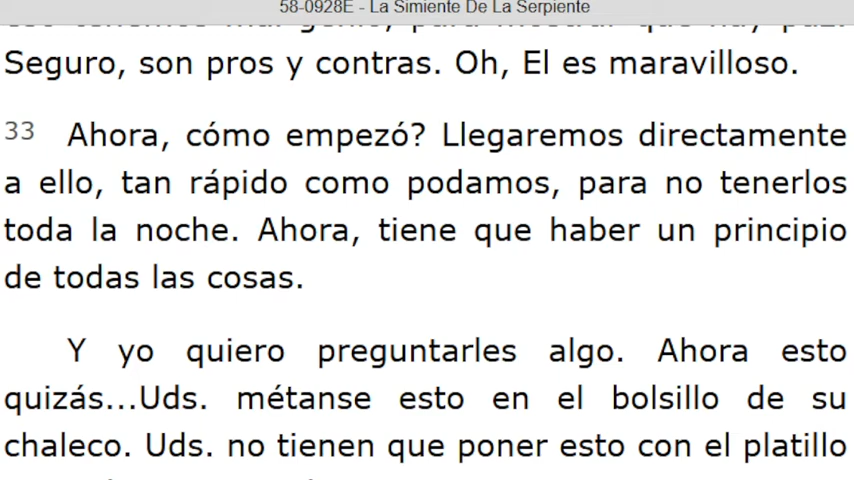 58-0928E - La Simiente De La Serpiente
Seguro, son pros y contras. Oh, El es maravilloso.
33 Ahora, cómo empezó? Llegaremos directamente
a ello, tan rápido como podamos, para no tenerlos
toda la noche. Ahora, tiene que haber un principio
de todas las cosas.
Y yo quiero preguntarles algo. Ahora esto
quizás...Uds. métanse esto en el bolsillo de su
chaleco. Uds. no tienen que poner esto con el platillo